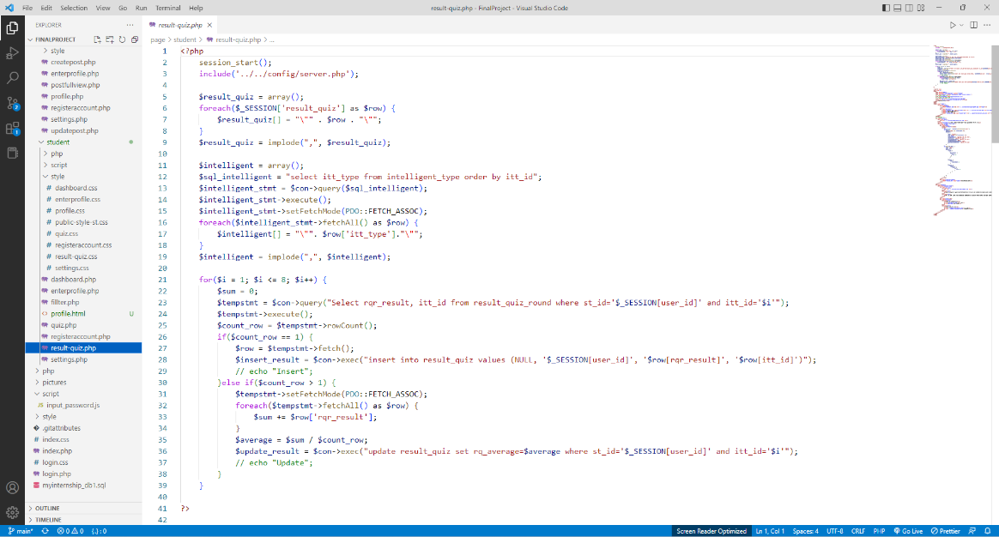 File Edit Selection View Go Run Terminal Help
result-quiz.php - FinalProject - Visual Studio Code
EXPLORER
FINALPROJECT
style
createpost.php
enterprofile.php
postfullview.php
profile.php
registeraccount.php
settings.php
updatepost.php
student
php
script
style
# dashboard.css
# enterprofile.css
# profile.css
# public-style-st.css
# quiz.css
# registeraccount.css
# result-quiz.css
# settings.css
dashboard.php
enterprofile.php
fillter.php
<> profile.html U
quiz.php
registeraccount.php
result-quiz.php
settings.php
php
pictures
script
JS input_password.js
style
.gitattributes
# index.css
index.php
# login.css
login.php
myinternship_db1.sql
OUTLINE
TIMELINE
2
1
result-quiz.php
page > student > result-quiz.php > ...
1 <?php
2 session_start();
3 include('../../config/server.php');
4
5 $result_quiz = array();
6 foreach($_SESSION['result_quiz'] as $row) {
7 $result_quiz[] = "\"" . $row . "\"";
8 }
9 $result_quiz = implode(",", $result_quiz);
10
11 $intelligent = array();
12 $sql_intelligent = "select itt_type from intelligent_type order by itt_id";
13 $intelligent_stmt = $con->query($sql_intelligent);
14 $intelligent_stmt->execute();
15 $intelligent_stmt->setFetchMode(PDO::FETCH_ASSOC);
16 foreach($intelligent_stmt->fetchAll() as $row) {
17 $intelligent[] = "\"". $row['itt_type']."\"";
18 }
19 $intelligent = implode(",", $intelligent);
20
21 for($i = 1; $i <= 8; $i++) {
22 $sum = 0;
23 $tempstmt = $con->query("Select rqr_result, itt_id from result_quiz_round where st_id='$_SESSION[user_id]' and itt_id='$i'");
24 $tempstmt->execute();
25 $count_row = $tempstmt->rowCount();
26 if($count_row == 1) {
27 $row = $tempstmt->fetch();
28 $insert_result = $con->exec("insert into result_quiz values (NULL, '$_SESSION[user_id]', '$row[rqr_result]', '$row[itt_id]')");
29 // echo "Insert";
30 }else if($count_row > 1) {
31 $tempstmt->setFetchMode(PDO::FETCH_ASSOC);
32 foreach($tempstmt->fetchAll() as $row) {
33 $sum += $row['rqr_result'];
34 }
35 $average = $sum / $count_row;
36 $update_result = $con->exec("update result_quiz set rq_average=$average where st_id='$_SESSION[user_id]' and itt_id='$i'");
37 // echo "Update";
38 }
39 }
40
41 ?>
42
main* 0 0 {..} : 0 Screen Reader Optimized Ln 1, Col 1 Spaces: 4 UTF-8 CRLF PHP Go Live Prettier